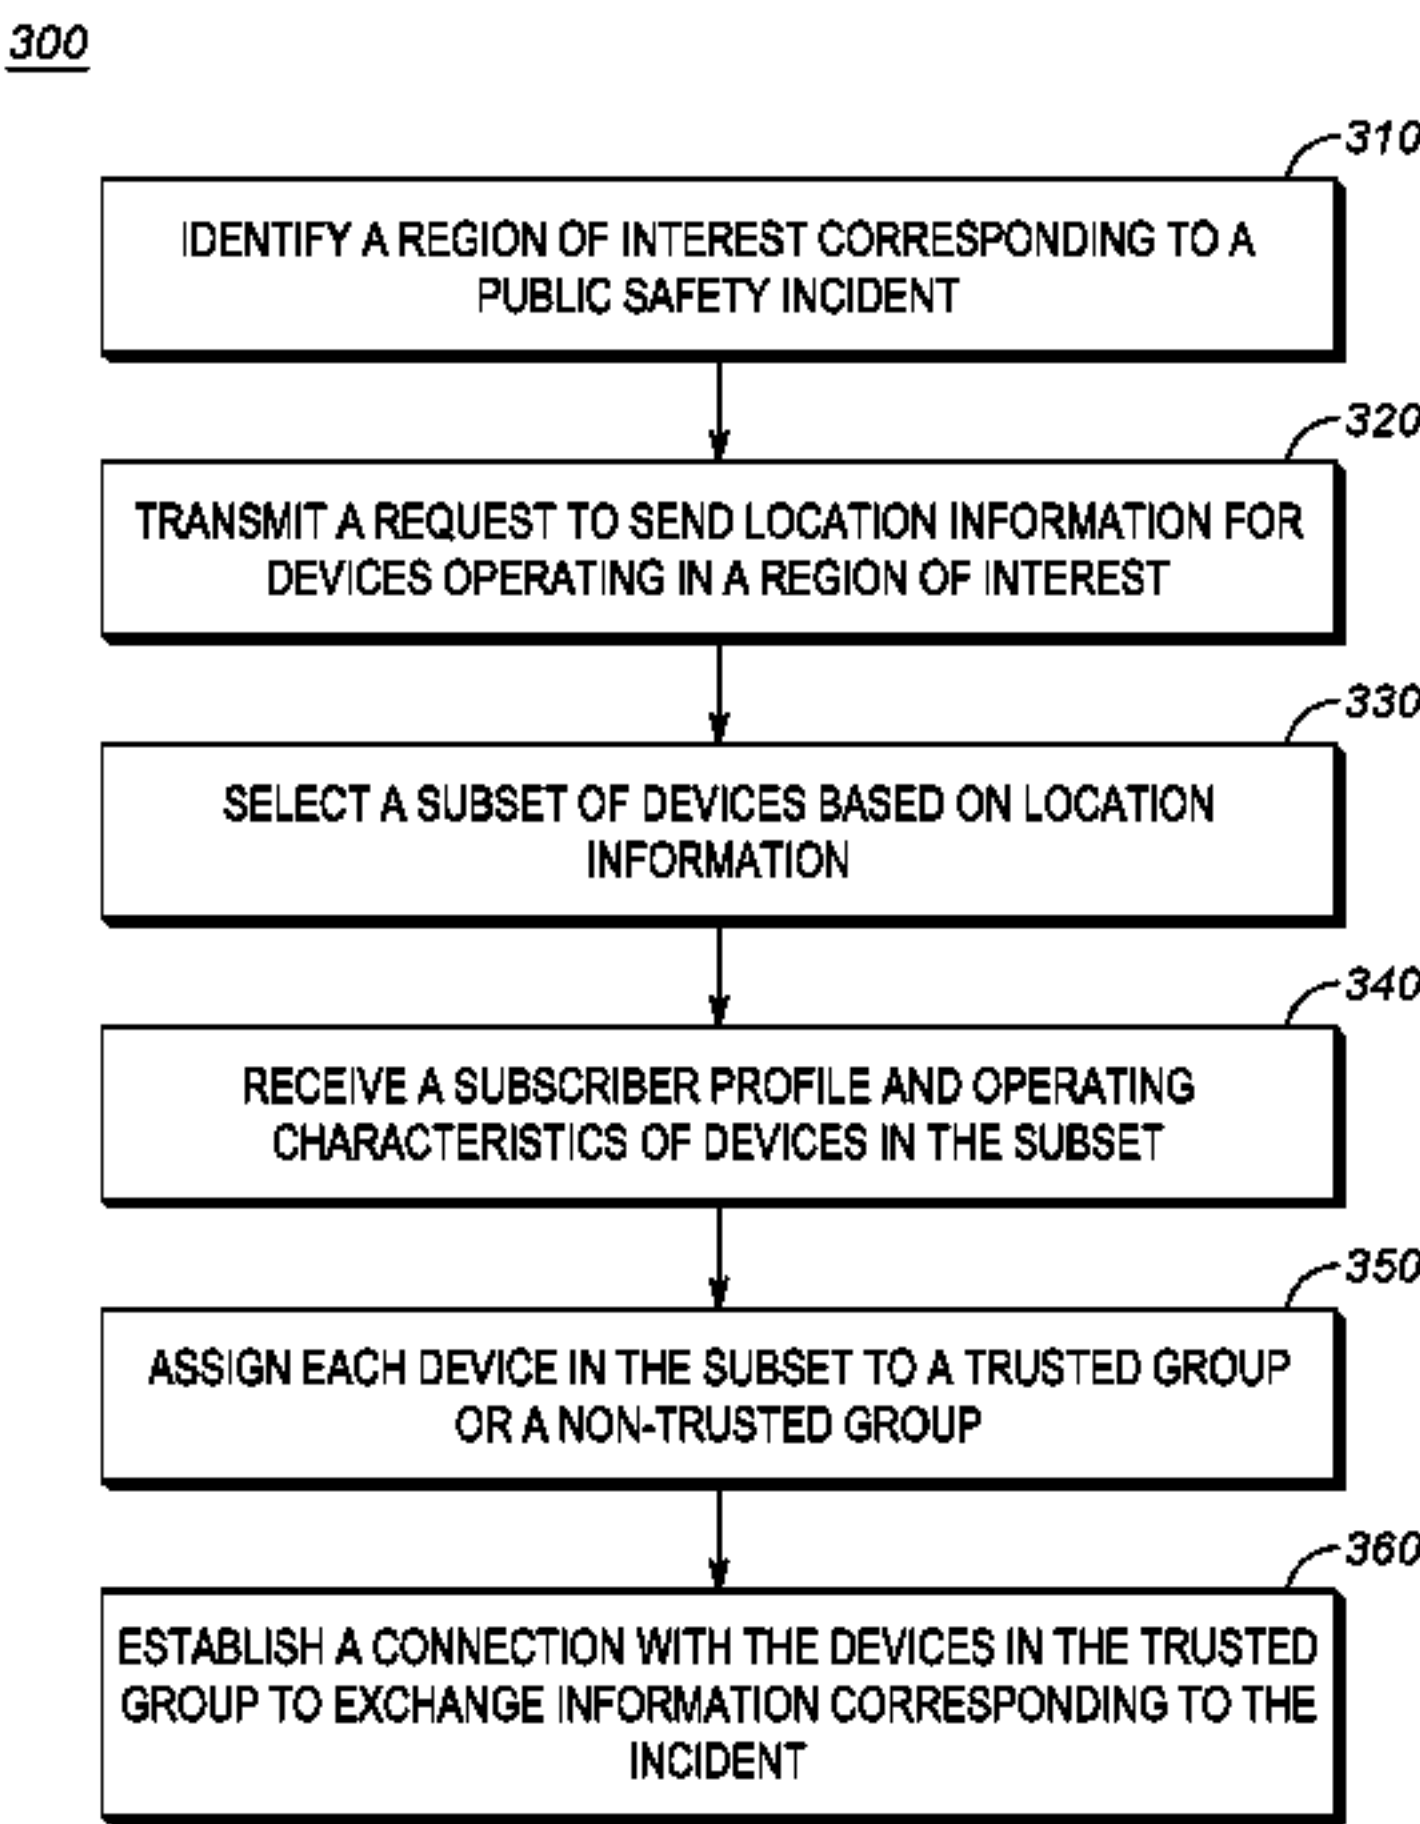 300
310
IDENTIFY A REGION OF INTEREST CORRESPONDING TO A
PUBLIC SAFETY INCIDENT
320
TRANSMIT A REQUEST TO SEND LOCATION INFORMATION FOR
DEVICES OPERATING IN A REGION OF INTEREST
330
SELECT A SUBSET OF DEVICES BASED ON LOCATION
INFORMATION
340
RECEIVE A SUBSCRIBER PROFILE AND OPERATING
CHARACTERISTICS OF DEVICES IN THE SUBSET
350
ASSIGN EACH DEVICE IN THE SUBSET TO A TRUSTED GROUP
OR A NON-TRUSTED GROUP
360
ESTABLISH A CONNECTION WITH THE DEVICES IN THE TRUSTED
GROUP TO EXCHANGE INFORMATION CORRESPONDING TO THE
INCIDENT